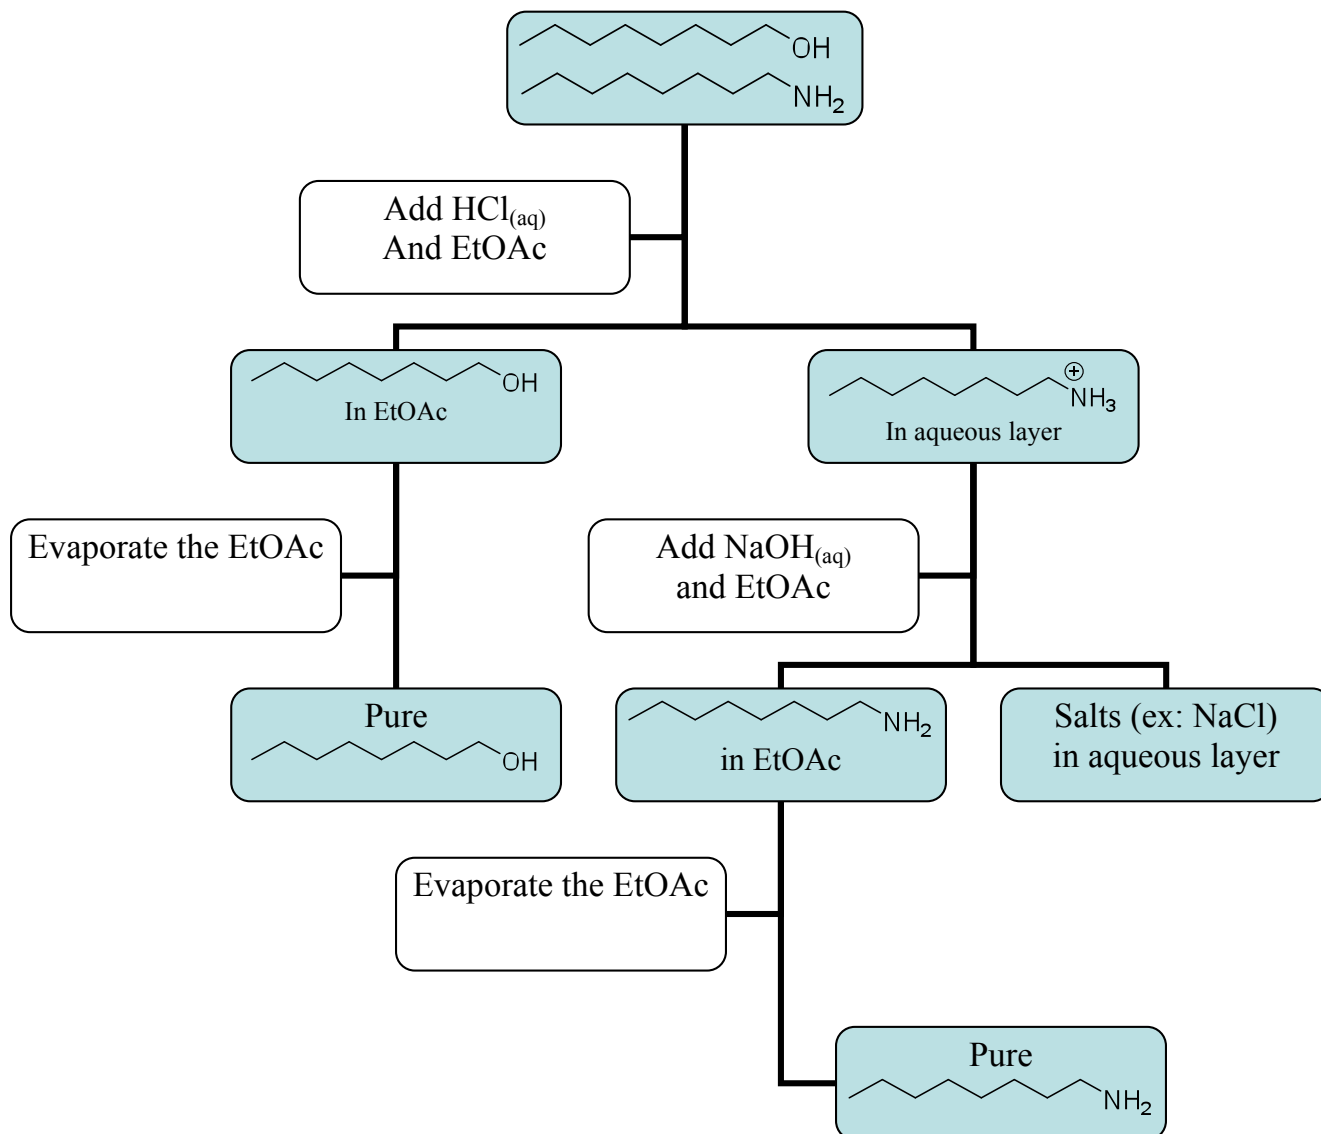 OH
NH2
Add HCl(aq)
And EtOAc
OH
In EtOAc
⊕
NH3
In aqueous layer
Evaporate the EtOAc
Add NaOH(aq)
and EtOAc
Pure
OH
NH2
in EtOAc
Salts (ex: NaCl)
in aqueous layer
Evaporate the EtOAc
Pure
NH2